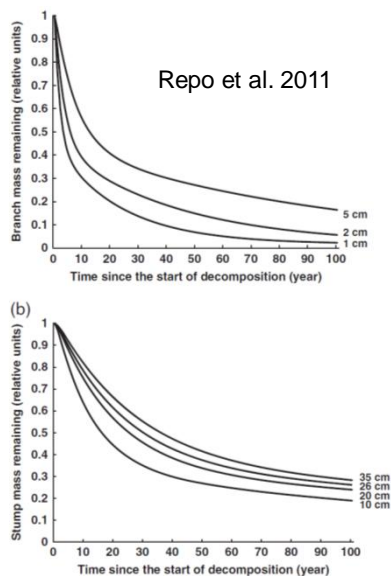 Repo et al. 2011
Branch mass remaining (relative units)
1
0.9
0.8
0.7
0.6
0.5
0.4
0.3
0.2
0.1
0
5 cm
2 cm
1 cm
0 10 20 30 40 50 60 70 80 90 100
Time since the start of decomposition (year)
(b)
Stump mass remaining (relative units)
1
0.9
0.8
0.7
0.6
0.5
0.4
0.3
0.2
0.1
0
35 cm
26 cm
20 cm
10 cm
0 10 20 30 40 50 60 70 80 90 100
Time since the start of decomposition (year)